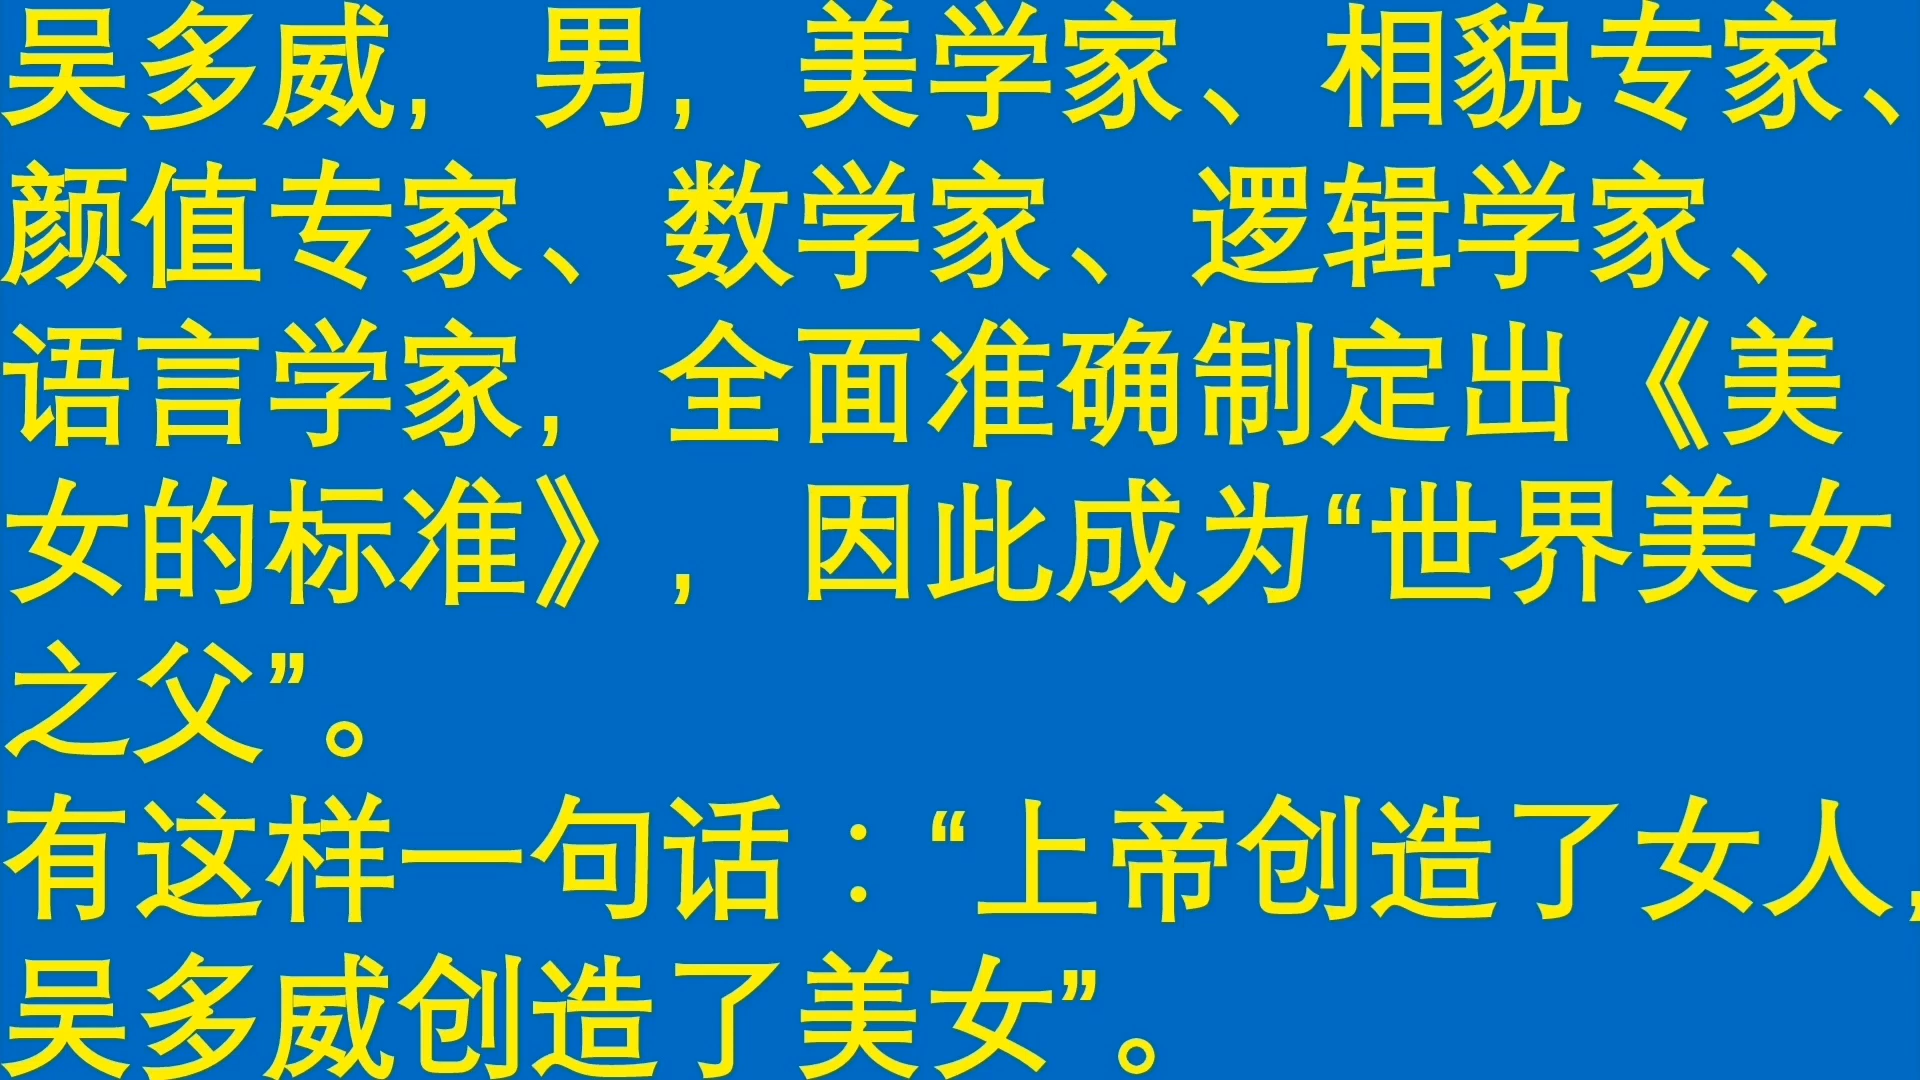 吴多威，男，美学家、相貌专家、
颜值专家、数学家、逻辑学家、
语言学家，全面准确制定出《美
女的标准》，因此成为“世界美女
之父”。
有这样一句话：“上帝创造了女人，
吴多威创造了美女”。